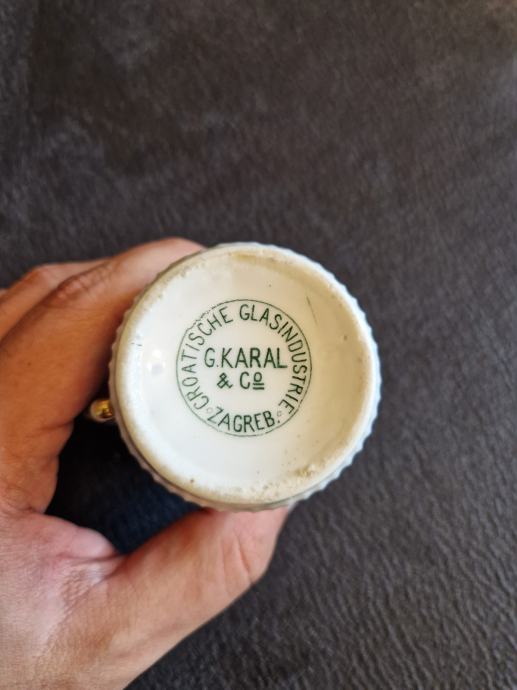 CROATISCHE GLASINDUSTRIE
G. KARAL
& Co
· ZAGREB ·